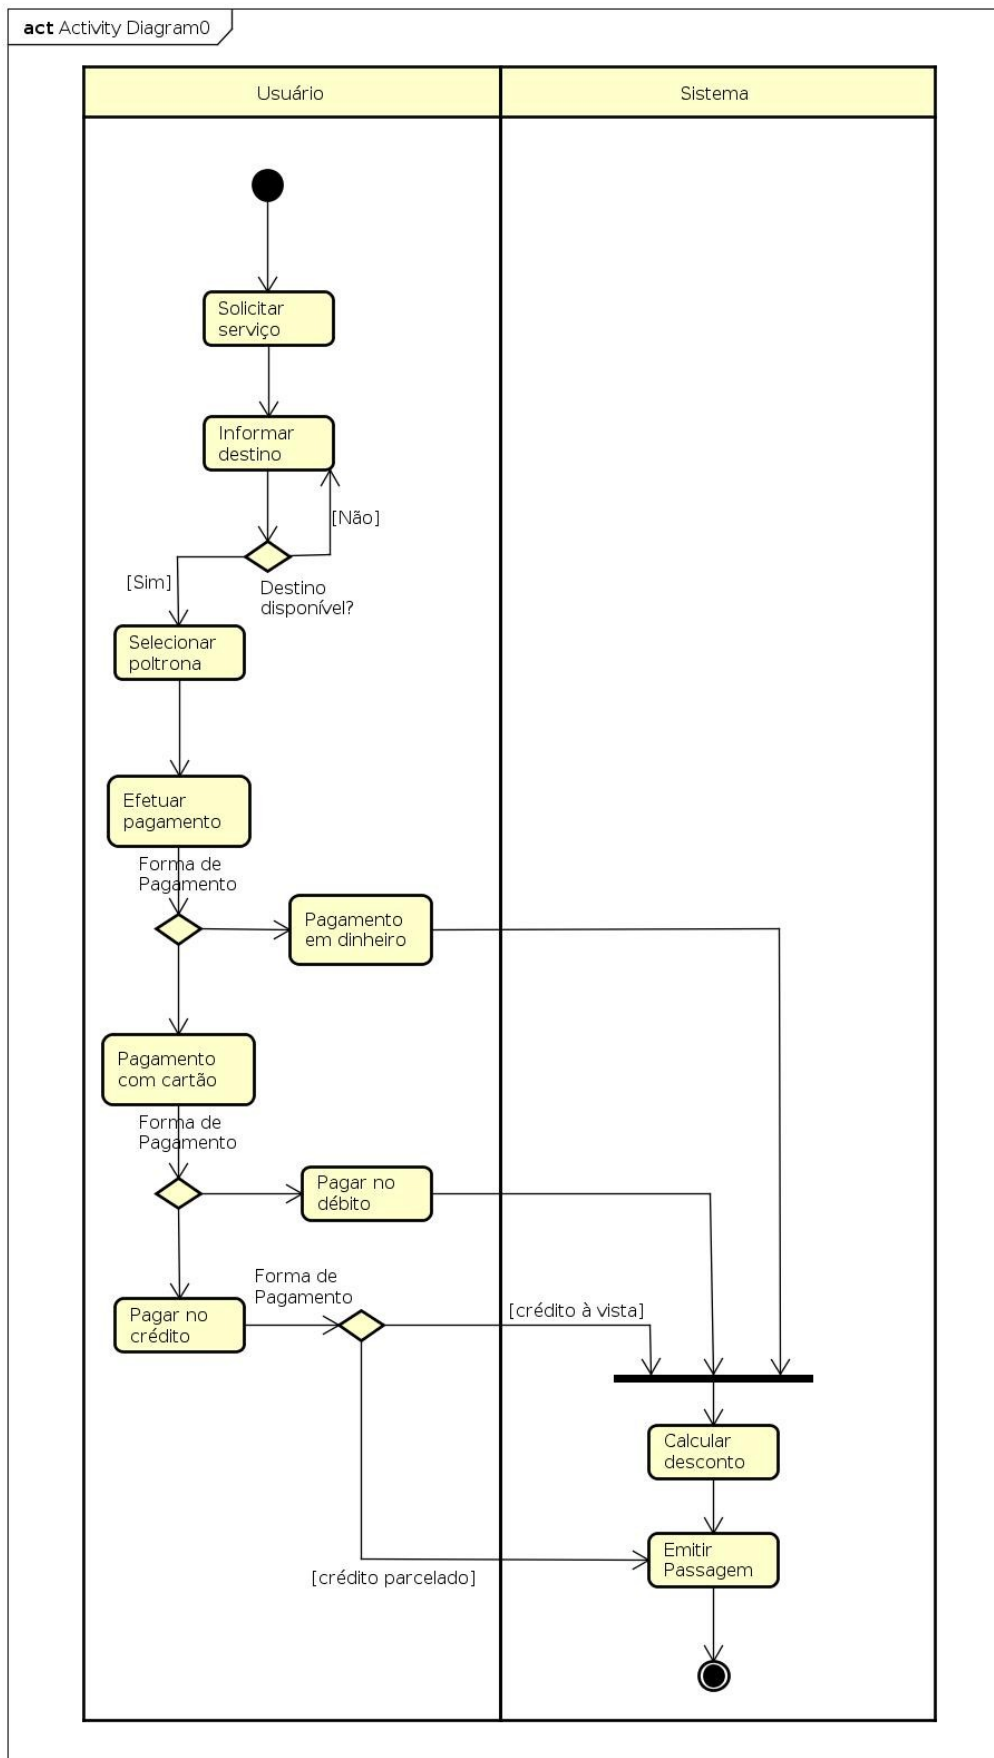 act Activity Diagram0
Usuário
Sistema
Solicitar
serviço
Informar
destino
[Não]
[Sim]
Destino
disponível?
Selecionar
poltrona
Efetuar
pagamento
Forma de
Pagamento
Pagamento
em dinheiro
Pagamento
com cartão
Forma de
Pagamento
Pagar no
débito
Forma de
Pagamento
[crédito à vista]
Pagar no
crédito
Calcular
desconto
Emitir
Passagem
[crédito parcelado]